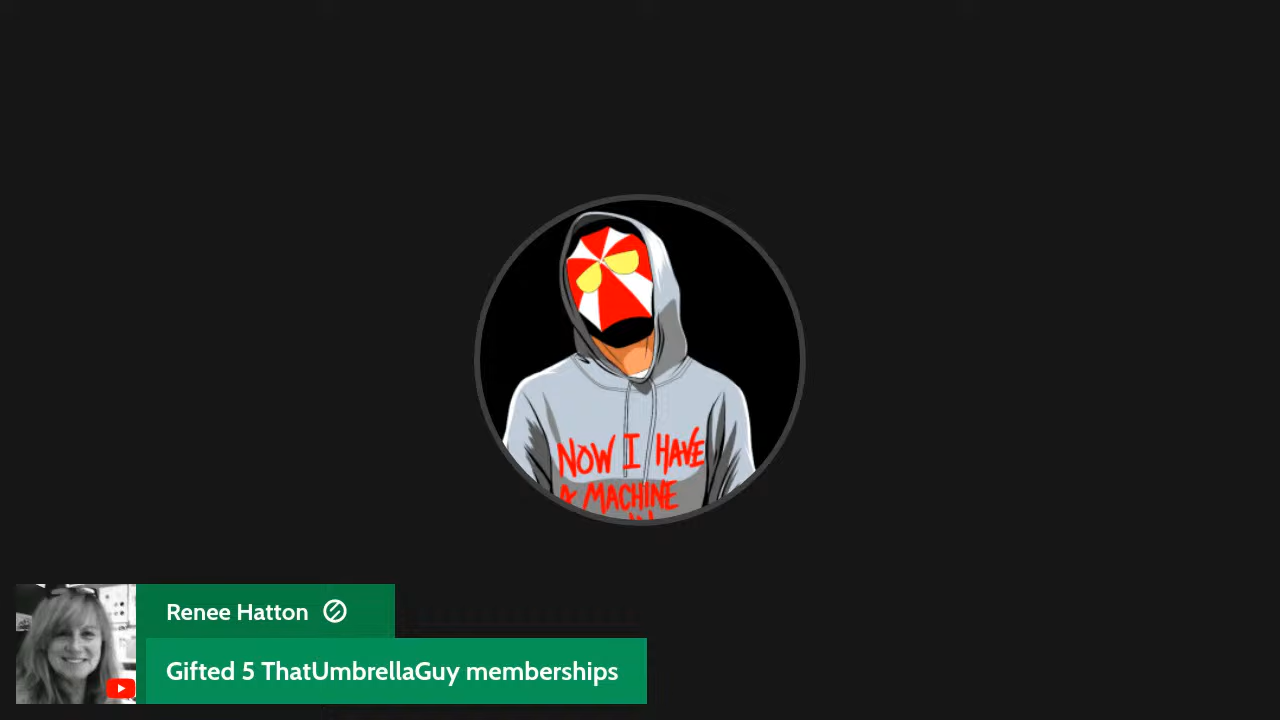 NOW I HAVE
A MACHINE
Renee Hatton
Gifted 5 ThatUmbrellaGuy memberships